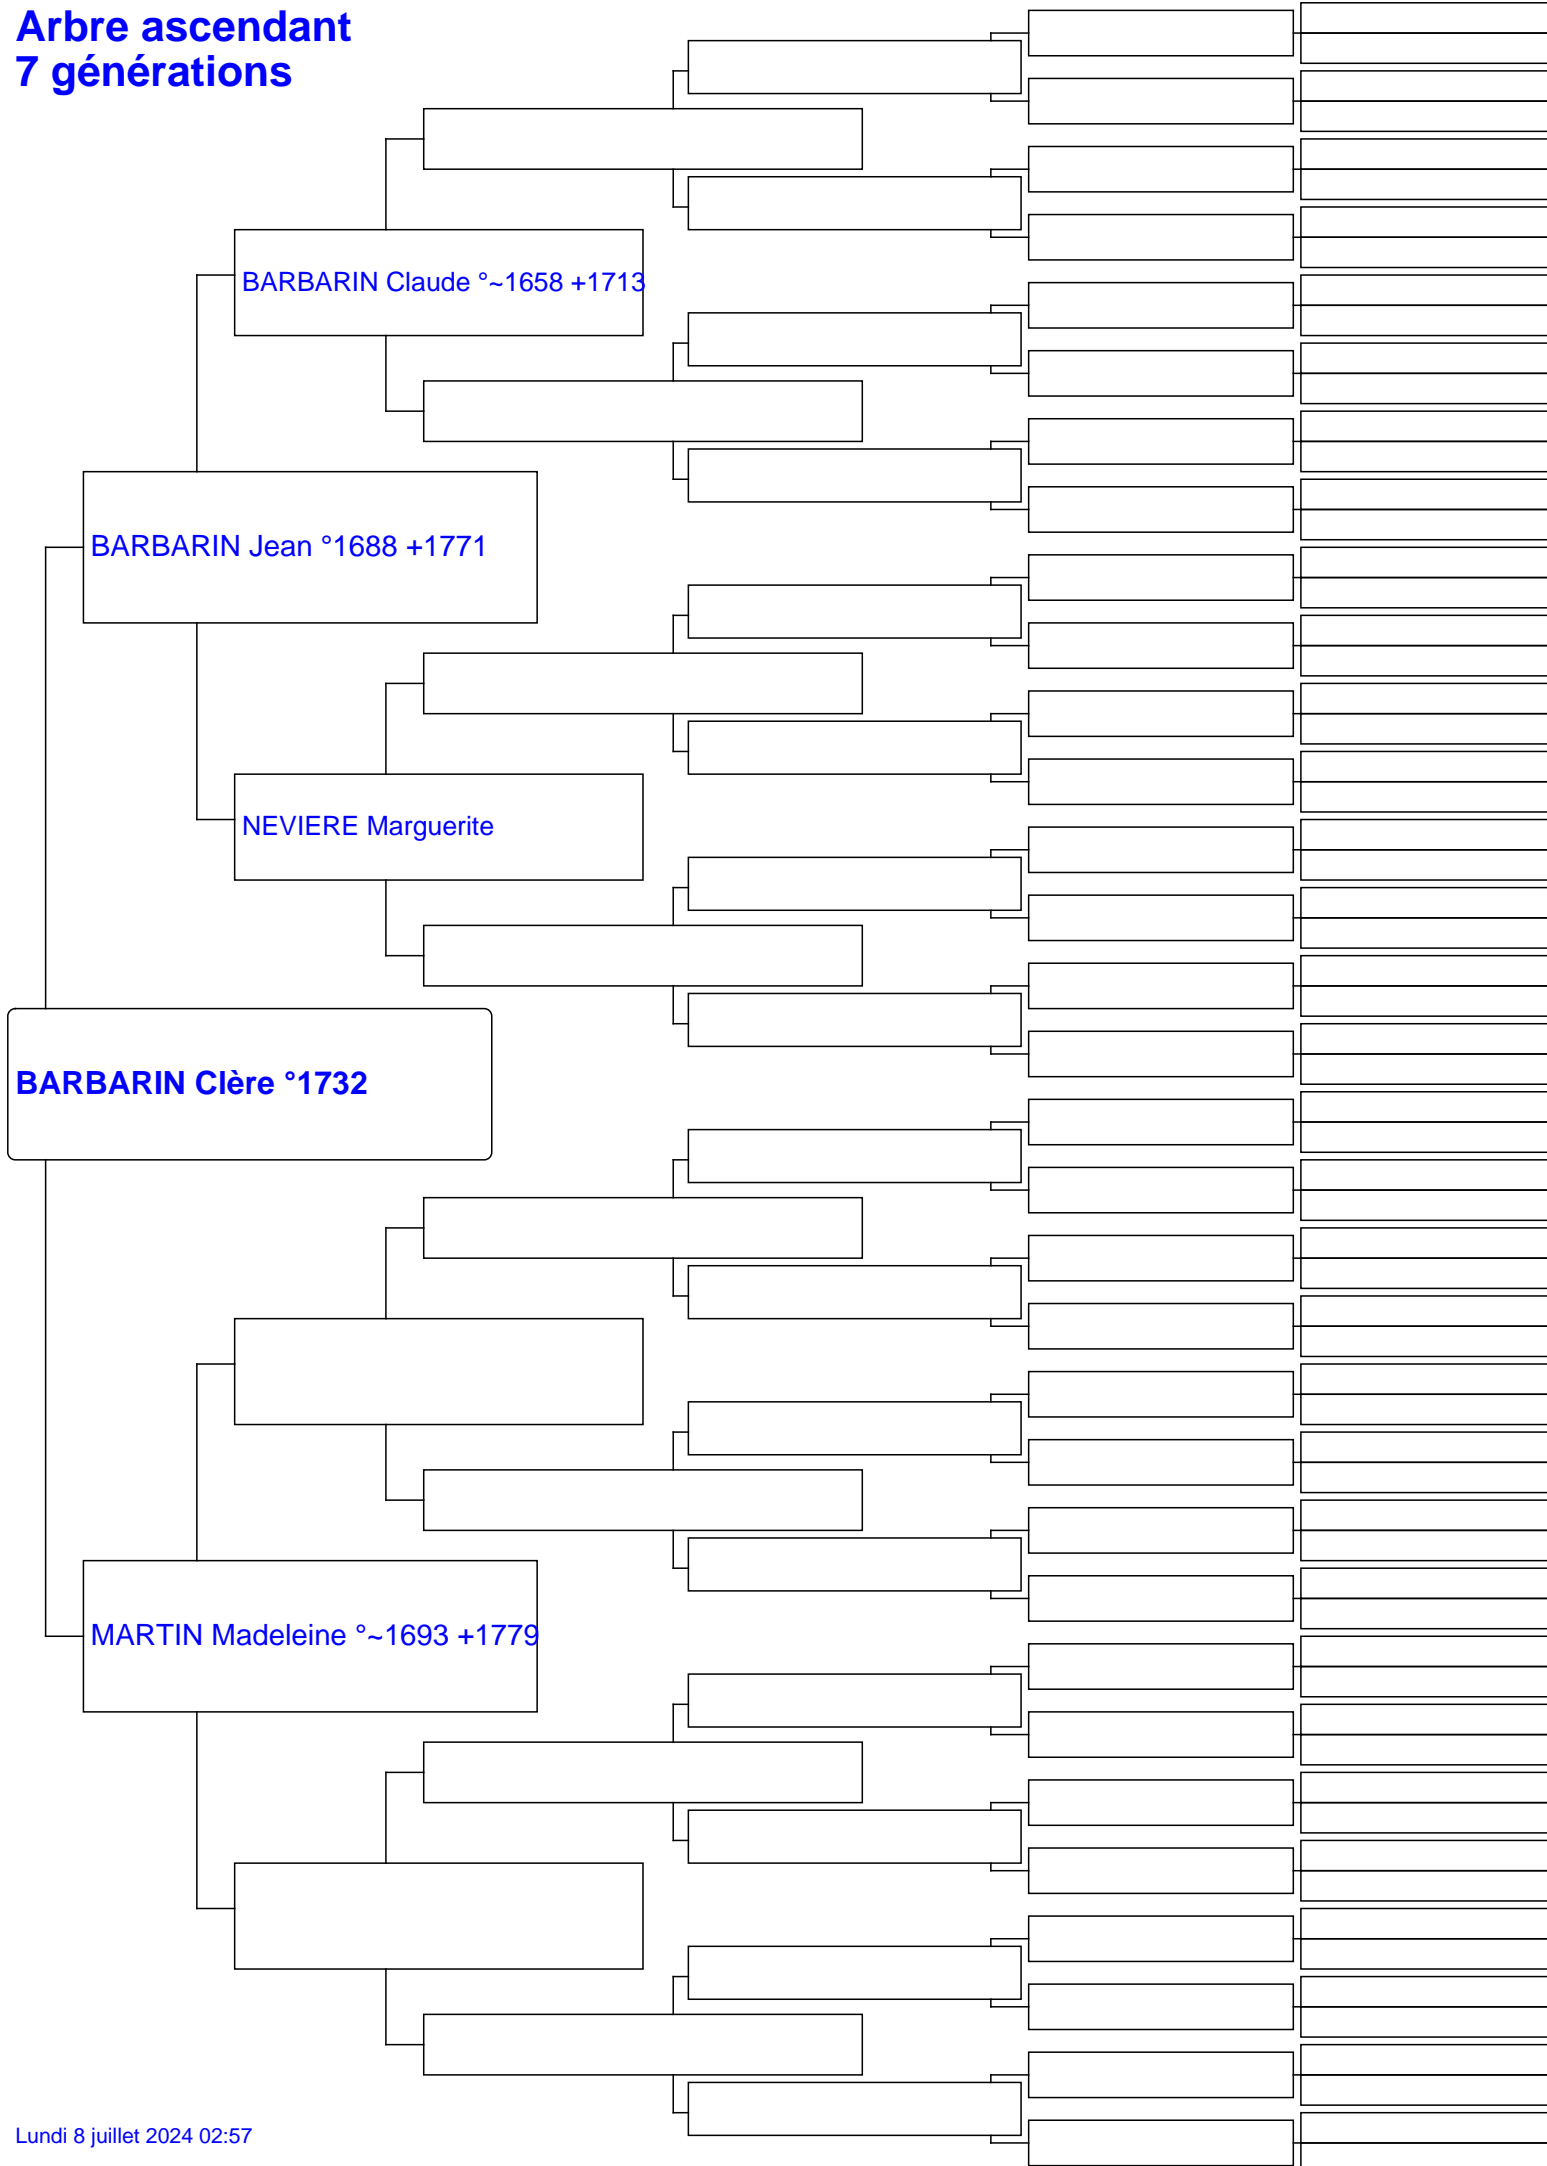 Arbre ascendant
7 générations
BARBARIN Claude °~1658 +1713
BARBARIN Jean °1688 +1771
NEVIERE Marguerite
BARBARIN Clère °1732
MARTIN Madeleine °~1693 +1779
Lundi 8 juillet 2024 02:57